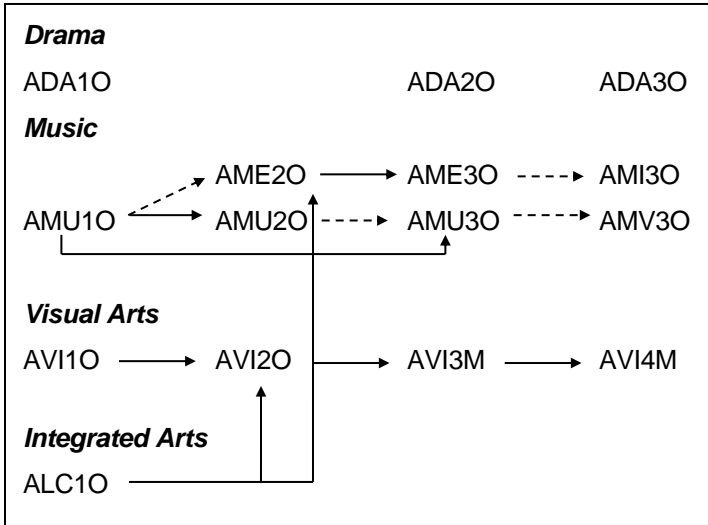 Drama
ADA1O ADA2O ADA3O
Music
AME2O AME3O AMI3O
AMU1O AMU2O AMU3O AMV3O
Visual Arts
AVI1O AVI2O AVI3M AVI4M
Integrated Arts
ALC1O